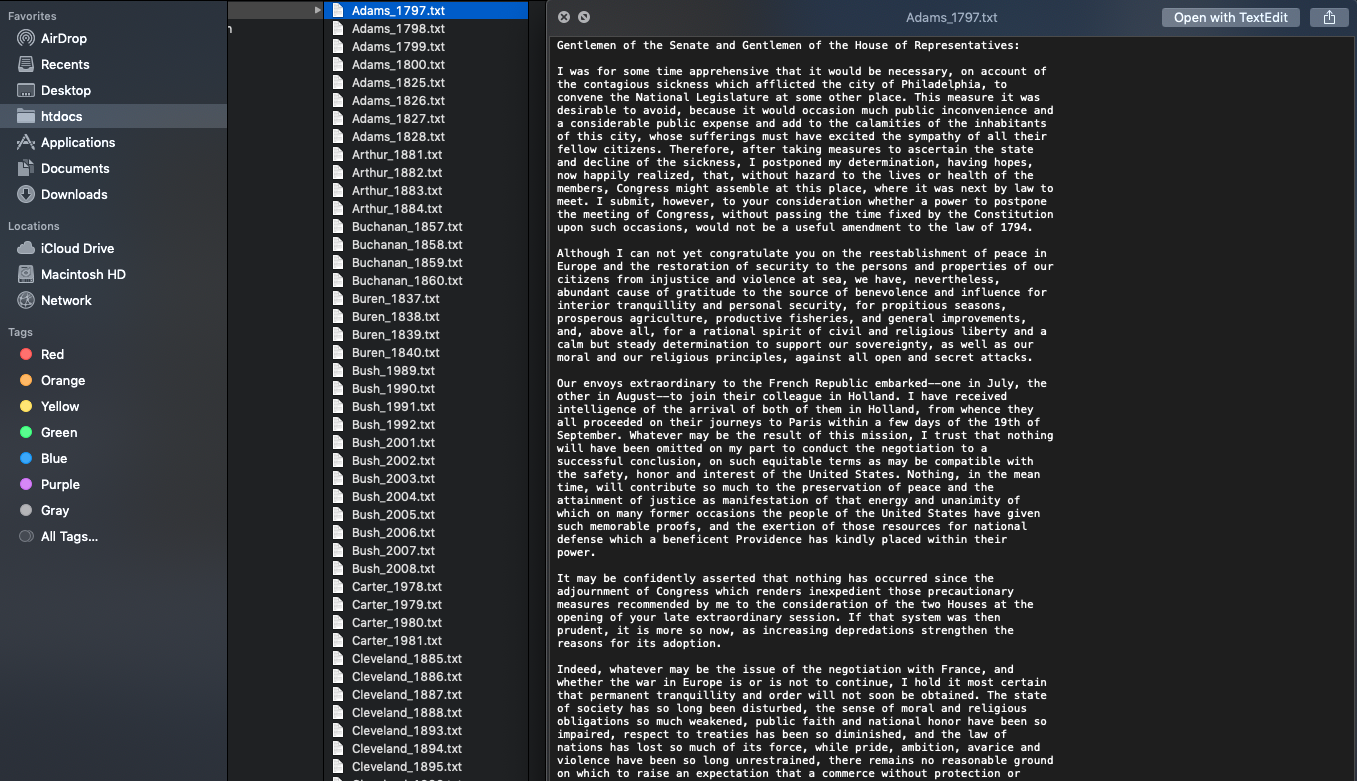 Favorites
AirDrop
Recents
Desktop
htdocs
Applications
Documents
Downloads
Locations
iCloud Drive
Macintosh HD
Network
Tags
Red
Orange
Yellow
Green
Blue
Purple
Gray
All Tags...
Adams_1797.txt
Adams_1798.txt
Adams_1799.txt
Adams_1800.txt
Adams_1825.txt
Adams_1826.txt
Adams_1827.txt
Adams_1828.txt
Arthur_1881.txt
Arthur_1882.txt
Arthur_1883.txt
Arthur_1884.txt
Buchanan_1857.txt
Buchanan_1858.txt
Buchanan_1859.txt
Buchanan_1860.txt
Buren_1837.txt
Buren_1838.txt
Buren_1839.txt
Buren_1840.txt
Bush_1989.txt
Bush_1990.txt
Bush_1991.txt
Bush_1992.txt
Bush_2001.txt
Bush_2002.txt
Bush_2003.txt
Bush_2004.txt
Bush_2005.txt
Bush_2006.txt
Bush_2007.txt
Bush_2008.txt
Carter_1978.txt
Carter_1979.txt
Carter_1980.txt
Carter_1981.txt
Cleveland_1885.txt
Cleveland_1886.txt
Cleveland_1887.txt
Cleveland_1888.txt
Cleveland_1893.txt
Cleveland_1894.txt
Cleveland_1895.txt
Adams_1797.txt
Open with TextEdit
Gentlemen of the Senate and Gentlemen of the House of Representatives:
I was for some time apprehensive that it would be necessary, on account of
the contagious sickness which afflicted the city of Philadelphia, to
convene the National Legislature at some other place. This measure it was
desirable to avoid, because it would occasion much public inconvenience and
a considerable public expense and add to the calamities of the inhabitants
of this city, whose sufferings must have excited the sympathy of all their
fellow citizens. Therefore, after taking measures to ascertain the state
and decline of the sickness, I postponed my determination, having hopes,
now happily realized, that, without hazard to the lives or health of the
members, Congress might assemble at this place, where it was next by law to
meet. I submit, however, to your consideration whether a power to postpone
the meeting of Congress, without passing the time fixed by the Constitution
upon such occasions, would not be a useful amendment to the law of 1794.
Although I can not yet congratulate you on the reestablishment of peace in
Europe and the restoration of security to the persons and properties of our
citizens from injustice and violence at sea, we have, nevertheless,
abundant cause of gratitude to the source of benevolence and influence for
interior tranquillity and personal security, for propitious seasons,
prosperous agriculture, productive fisheries, and general improvements,
and, above all, for a rational spirit of civil and religious liberty and a
calm but steady determination to support our sovereignty, as well as our
moral and our religious principles, against all open and secret attacks.
Our envoys extraordinary to the French Republic embarked--one in July, the
other in August--to join their colleague in Holland. I have received
intelligence of the arrival of both of them in Holland, from whence they
all proceeded on their journeys to Paris within a few days of the 19th of
September. Whatever may be the result of this mission, I trust that nothing
will have been omitted on my part to conduct the negotiation to a
successful conclusion, on such equitable terms as may be compatible with
the safety, honor and interest of the United States. Nothing, in the mean
time, will contribute so much to the preservation of peace and the
attainment of justice as manifestation of that energy and unanimity of
which on many former occasions the people of the United States have given
such memorable proofs, and the exertion of those resources for national
defense which a beneficent Providence has kindly placed within their
power.
It may be confidently asserted that nothing has occurred since the
adjournment of Congress which renders inexpedient those precautionary
measures recommended by me to the consideration of the two Houses at the
opening of your late extraordinary session. If that system was then
prudent, it is more so now, as increasing depredations strengthen the
reasons for its adoption.
Indeed, whatever may be the issue of the negotiation with France, and
whether the war in Europe is or is not to continue, I hold it most certain
that permanent tranquillity and order will not soon be obtained. The state
of society has so long been disturbed, the sense of moral and religious
obligations so much weakened, public faith and national honor have been so
impaired, respect to treaties has been so diminished, and the law of
nations has lost so much of its force, while pride, ambition, avarice and
violence have been so long unrestrained, there remains no reasonable ground
on which to raise an expectation that a commerce without protection or